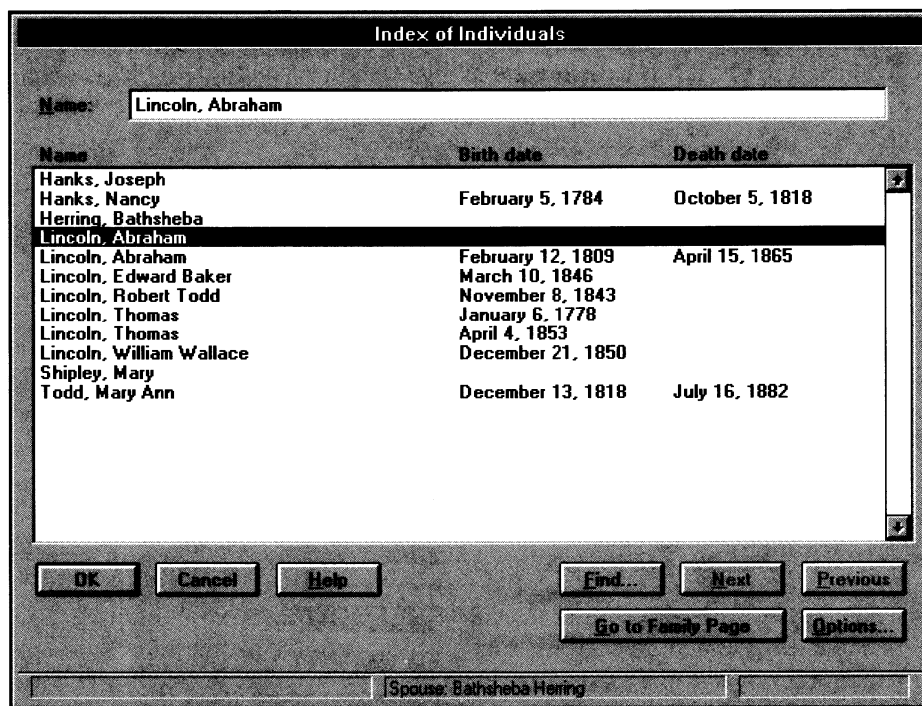 Index of Individuals
Name: Lincoln, Abraham
Name Birth date Death date
Hanks, Joseph
Hanks, Nancy February 5, 1784 October 5, 1818
Herring, Bathsheba
Lincoln, Abraham
Lincoln, Abraham February 12, 1809 April 15, 1865
Lincoln, Edward Baker March 10, 1846
Lincoln, Robert Todd November 8, 1843
Lincoln, Thomas January 6, 1778
Lincoln, Thomas April 4, 1853
Lincoln, William Wallace December 21, 1850
Shipley, Mary
Todd, Mary Ann December 13, 1818 July 16, 1882
OK Cancel Help Find... Next Previous
Go to Family Page Options...
Spouse: Bathsheba Herring